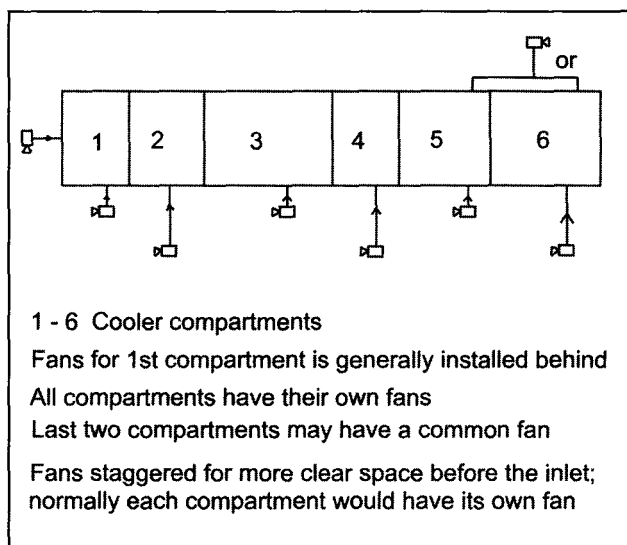 or
1 2 3 4 5 6
1 - 6 Cooler compartments
Fans for 1st compartment is generally installed behind
All compartments have their own fans
Last two compartments may have a common fan
Fans staggered for more clear space before the inlet;
normally each compartment would have its own fan